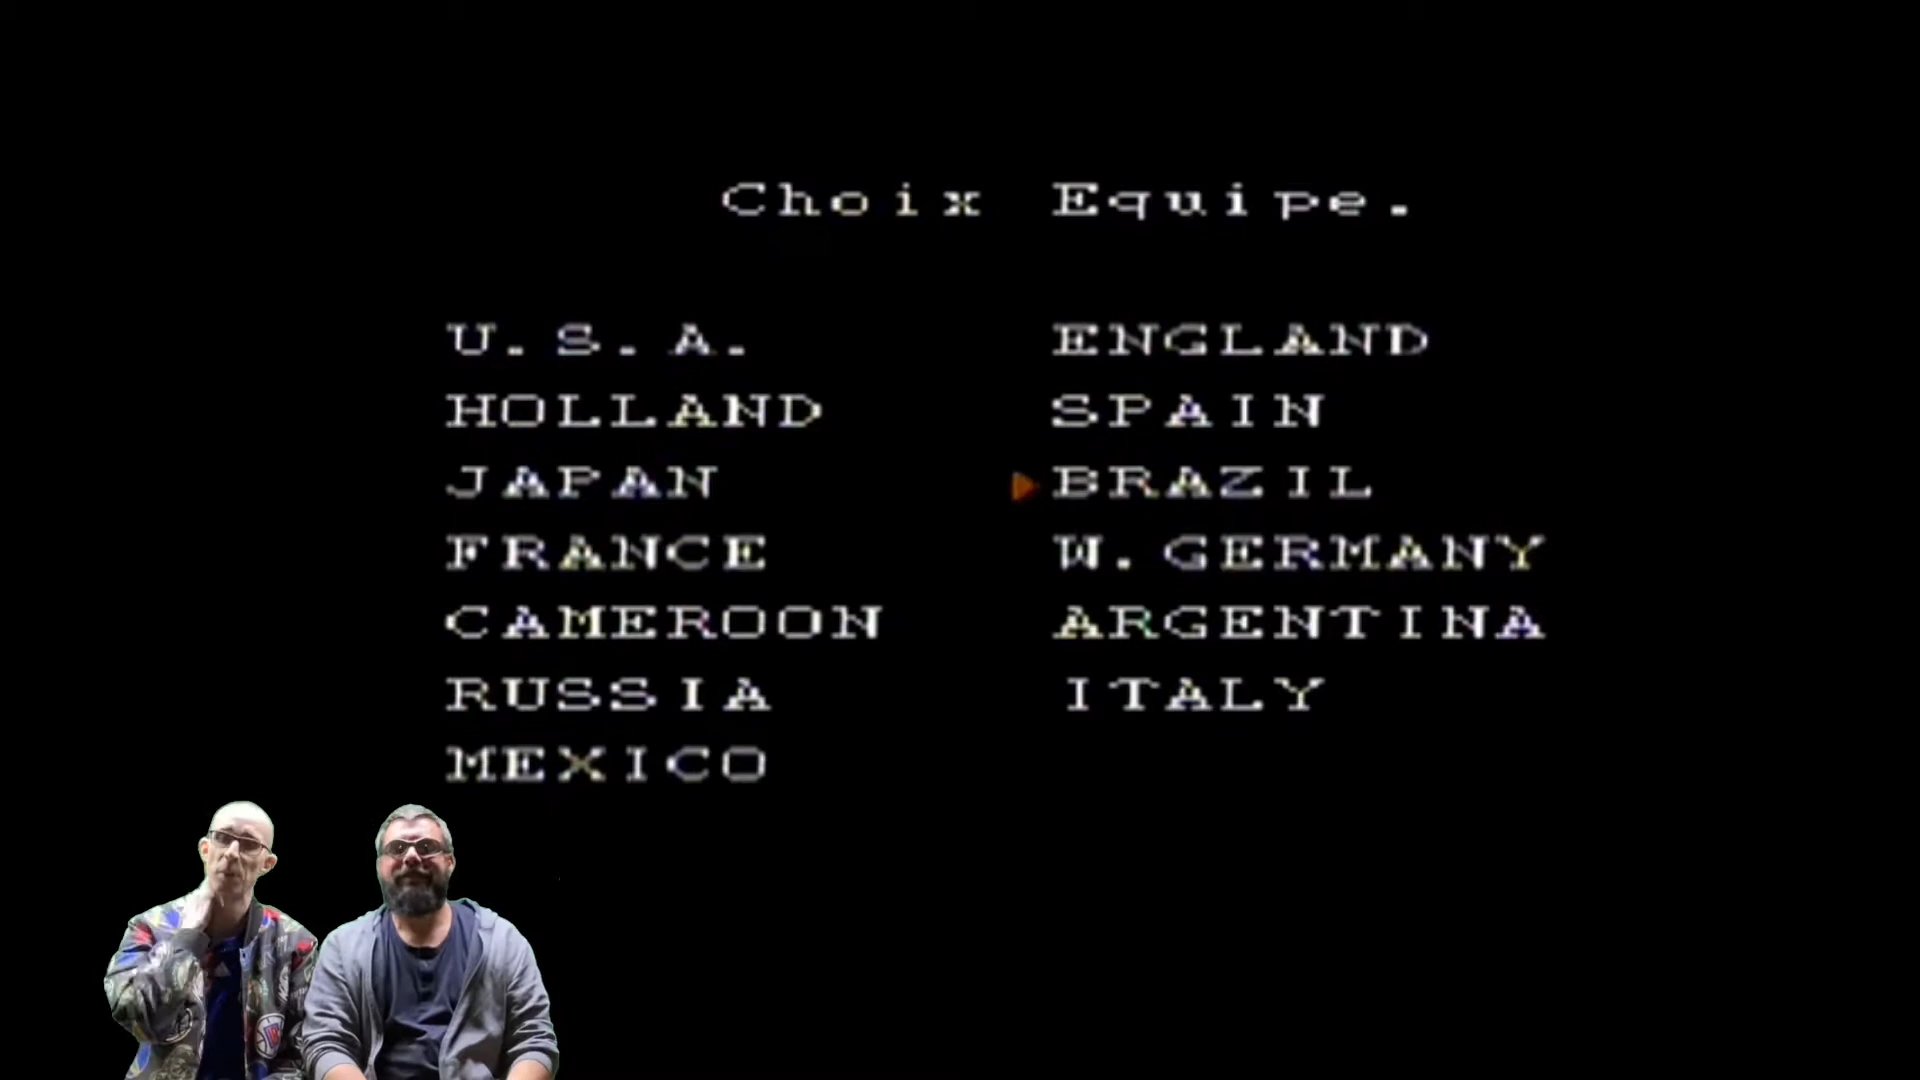 Choix Equipe.
U.S.A.
HOLLAND
JAPAN
FRANCE
CAMEROON
RUSSIA
MEXICO
ENGLAND
SPAIN
BRAZIL
W.GERMANY
ARGENTINA
ITALY